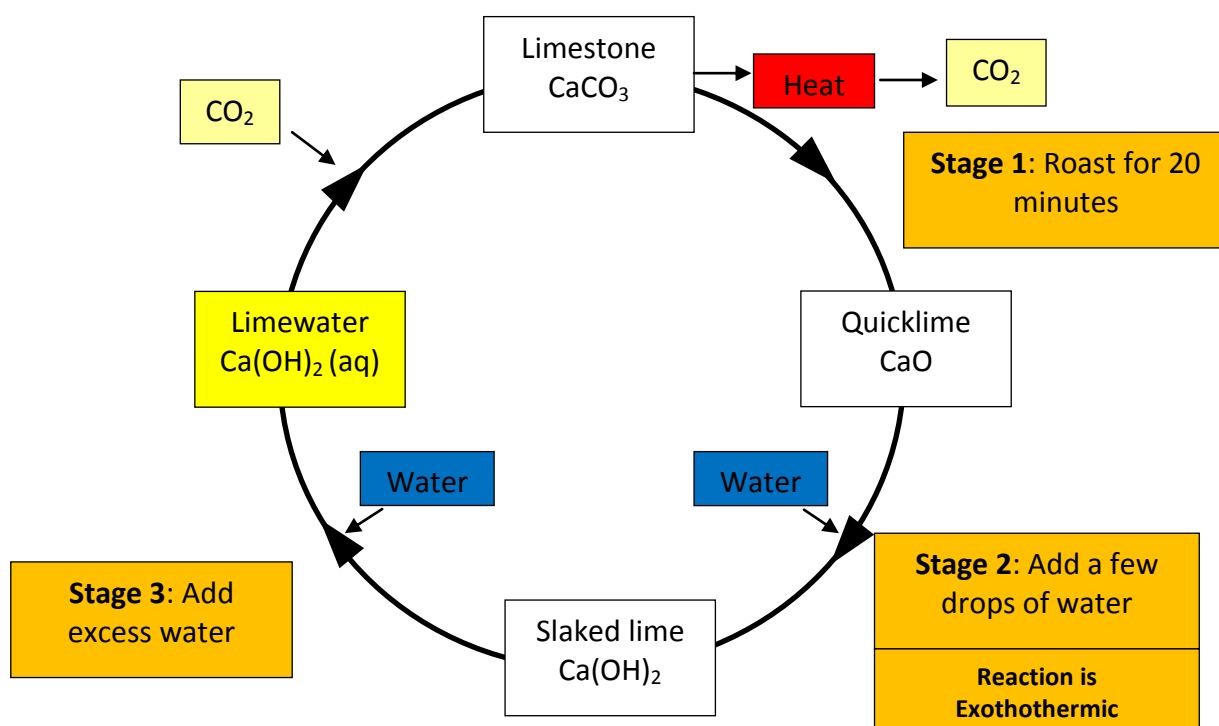 Limestone
CaCO₃
Heat
CO₂
CO₂
Stage 1: Roast for 20
minutes
Limewater
Ca(OH)₂ (aq)
Quicklime
CaO
Water
Water
Stage 3: Add
excess water
Slaked lime
Ca(OH)₂
Stage 2: Add a few
drops of water
Reaction is
Exothothermic